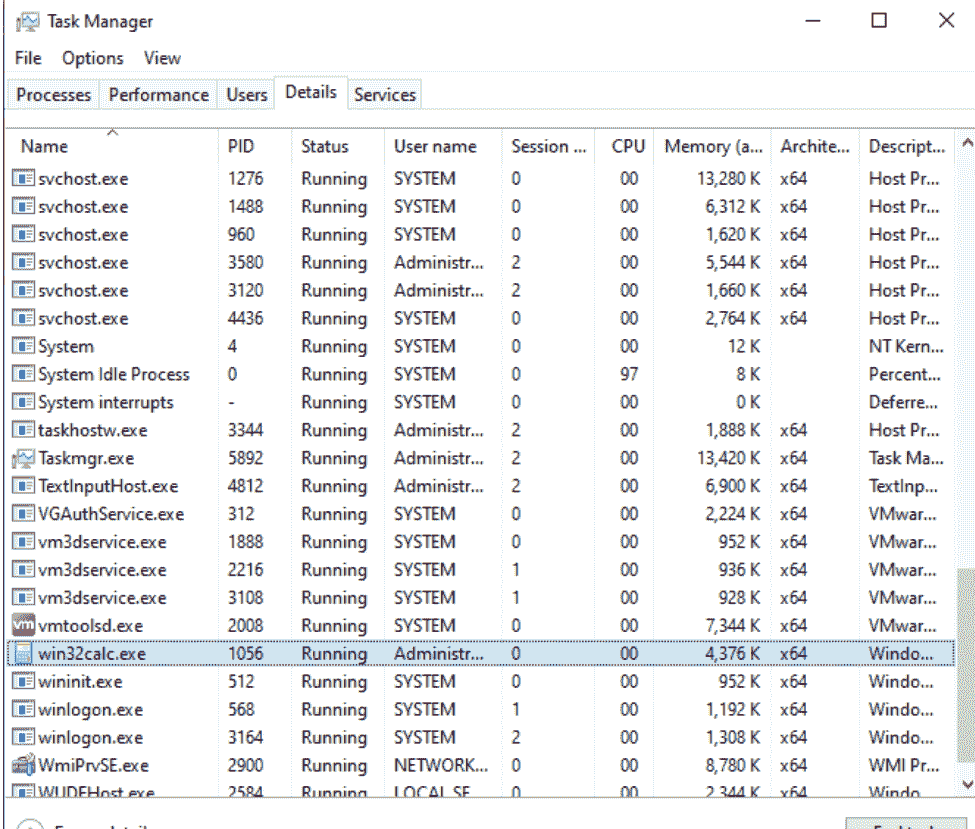 Task Manager
File Options View
Processes Performance Users Details Services
Name PID Status User name Session ... CPU Memory (a... Archite... Descript...
svchost.exe 1276 Running SYSTEM 0 00 13,280 K x64 Host Pr...
svchost.exe 1488 Running SYSTEM 0 00 6,312 K x64 Host Pr...
svchost.exe 960 Running SYSTEM 0 00 1,620 K x64 Host Pr...
svchost.exe 3580 Running Administr... 2 00 5,544 K x64 Host Pr...
svchost.exe 3120 Running Administr... 2 00 1,660 K x64 Host Pr...
svchost.exe 4436 Running SYSTEM 0 00 2,764 K x64 Host Pr...
System 4 Running SYSTEM 0 00 12 K NT Kern...
System Idle Process 0 Running SYSTEM 0 97 8 K Percent...
System interrupts - Running SYSTEM 0 00 0 K Deferre...
taskhostw.exe 3344 Running Administr... 2 00 1,888 K x64 Host Pr...
Taskmgr.exe 5892 Running Administr... 2 00 13,420 K x64 Task Ma...
TextInputHost.exe 4812 Running Administr... 2 00 6,900 K x64 TextInp...
VGAuthService.exe 312 Running SYSTEM 0 00 2,224 K x64 VMwar...
vm3dservice.exe 1888 Running SYSTEM 0 00 952 K x64 VMwar...
vm3dservice.exe 2216 Running SYSTEM 1 00 936 K x64 VMwar...
vm3dservice.exe 3108 Running SYSTEM 1 00 928 K x64 VMwar...
vmtoolsd.exe 2008 Running SYSTEM 0 00 7,344 K x64 VMwar...
win32calc.exe 1056 Running Administr... 0 00 4,376 K x64 Windo...
wininit.exe 512 Running SYSTEM 0 00 952 K x64 Windo...
winlogon.exe 568 Running SYSTEM 1 00 1,192 K x64 Windo...
winlogon.exe 3164 Running SYSTEM 2 00 1,308 K x64 Windo...
WmiPrvSE.exe 2900 Running NETWORK... 0 00 8,780 K x64 WMI Pr...
WUDFHost.exe 2584 Running LOCAL SE... 0 00 2,344 K x64 Windo...